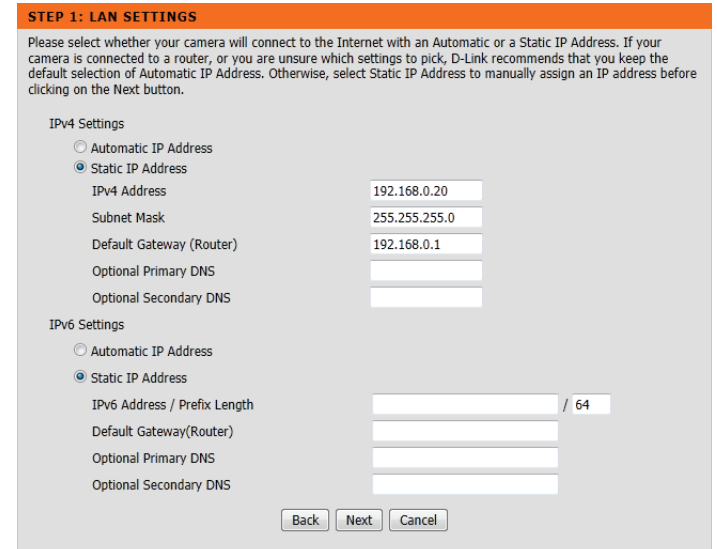 STEP 1: LAN SETTINGS
Please select whether your camera will connect to the Internet with an Automatic or a Static IP Address. If your
camera is connected to a router, or you are unsure which settings to pick, D-Link recommends that you keep the
default selection of Automatic IP Address. Otherwise, select Static IP Address to manually assign an IP address before
clicking on the Next button.
IPv4 Settings
Automatic IP Address
Static IP Address
IPv4 Address 192.168.0.20
Subnet Mask 255.255.255.0
Default Gateway (Router) 192.168.0.1
Optional Primary DNS
Optional Secondary DNS
IPv6 Settings
Automatic IP Address
Static IP Address
IPv6 Address / Prefix Length / 64
Default Gateway(Router)
Optional Primary DNS
Optional Secondary DNS
Back Next Cancel